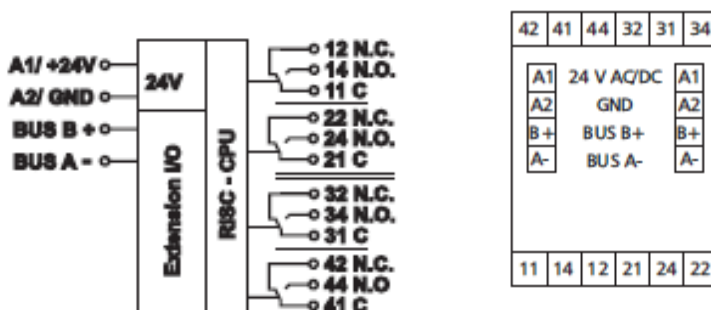 A1/ +24V
A2/ GND
BUS B +
BUS A -
24V
Extension I/O
RISC - CPU
12 N.C.
14 N.O.
11 C
22 N.C.
24 N.O.
21 C
32 N.C.
34 N.O.
31 C
42 N.C.
44 N.O
41 C
42 41 44 32 31 34
A1 24 V AC/DC A1
A2 GND A2
B+ BUS B+ B+
A- BUS A- A-
11 14 12 21 24 22